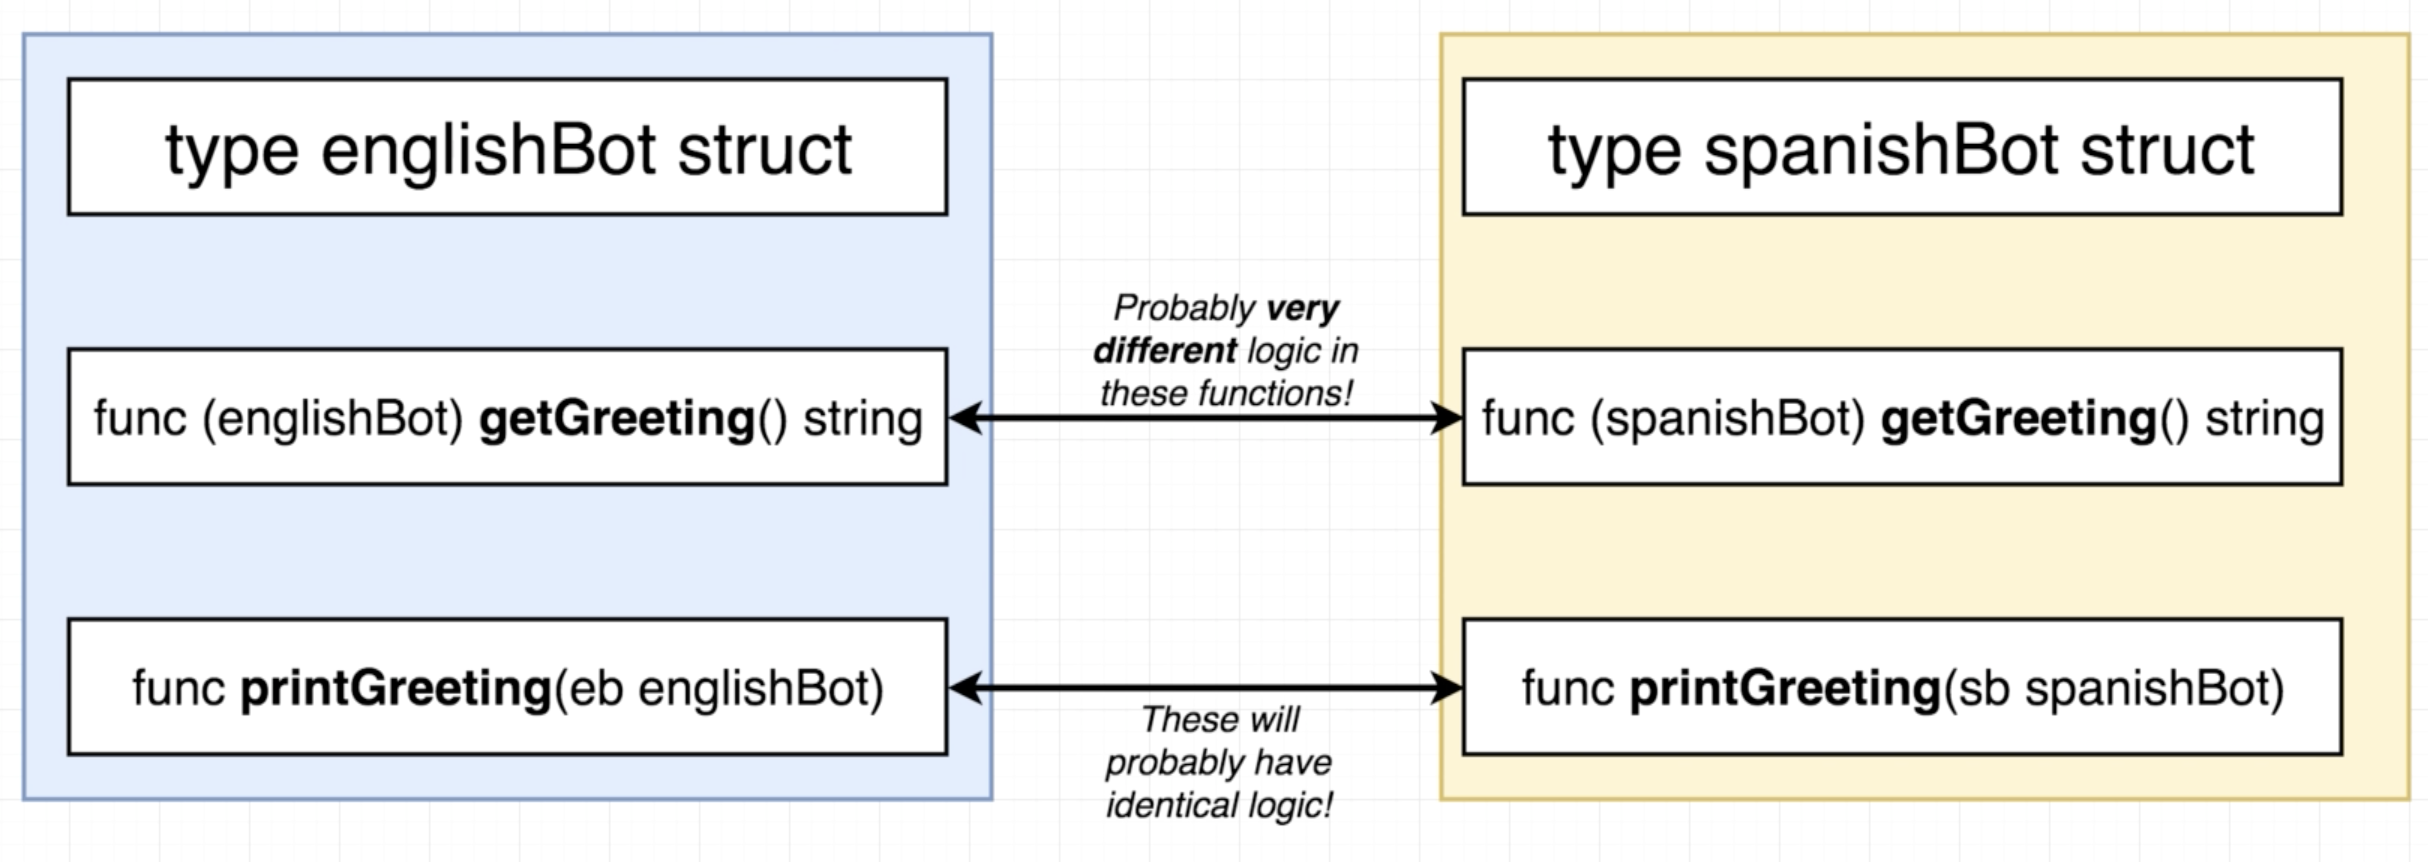 type englishBot struct
type spanishBot struct
Probably very
different logic in
these functions!
func (englishBot) getGreeting() string
func (spanishBot) getGreeting() string
func printGreeting(eb englishBot)
func printGreeting(sb spanishBot)
These will
probably have
identical logic!